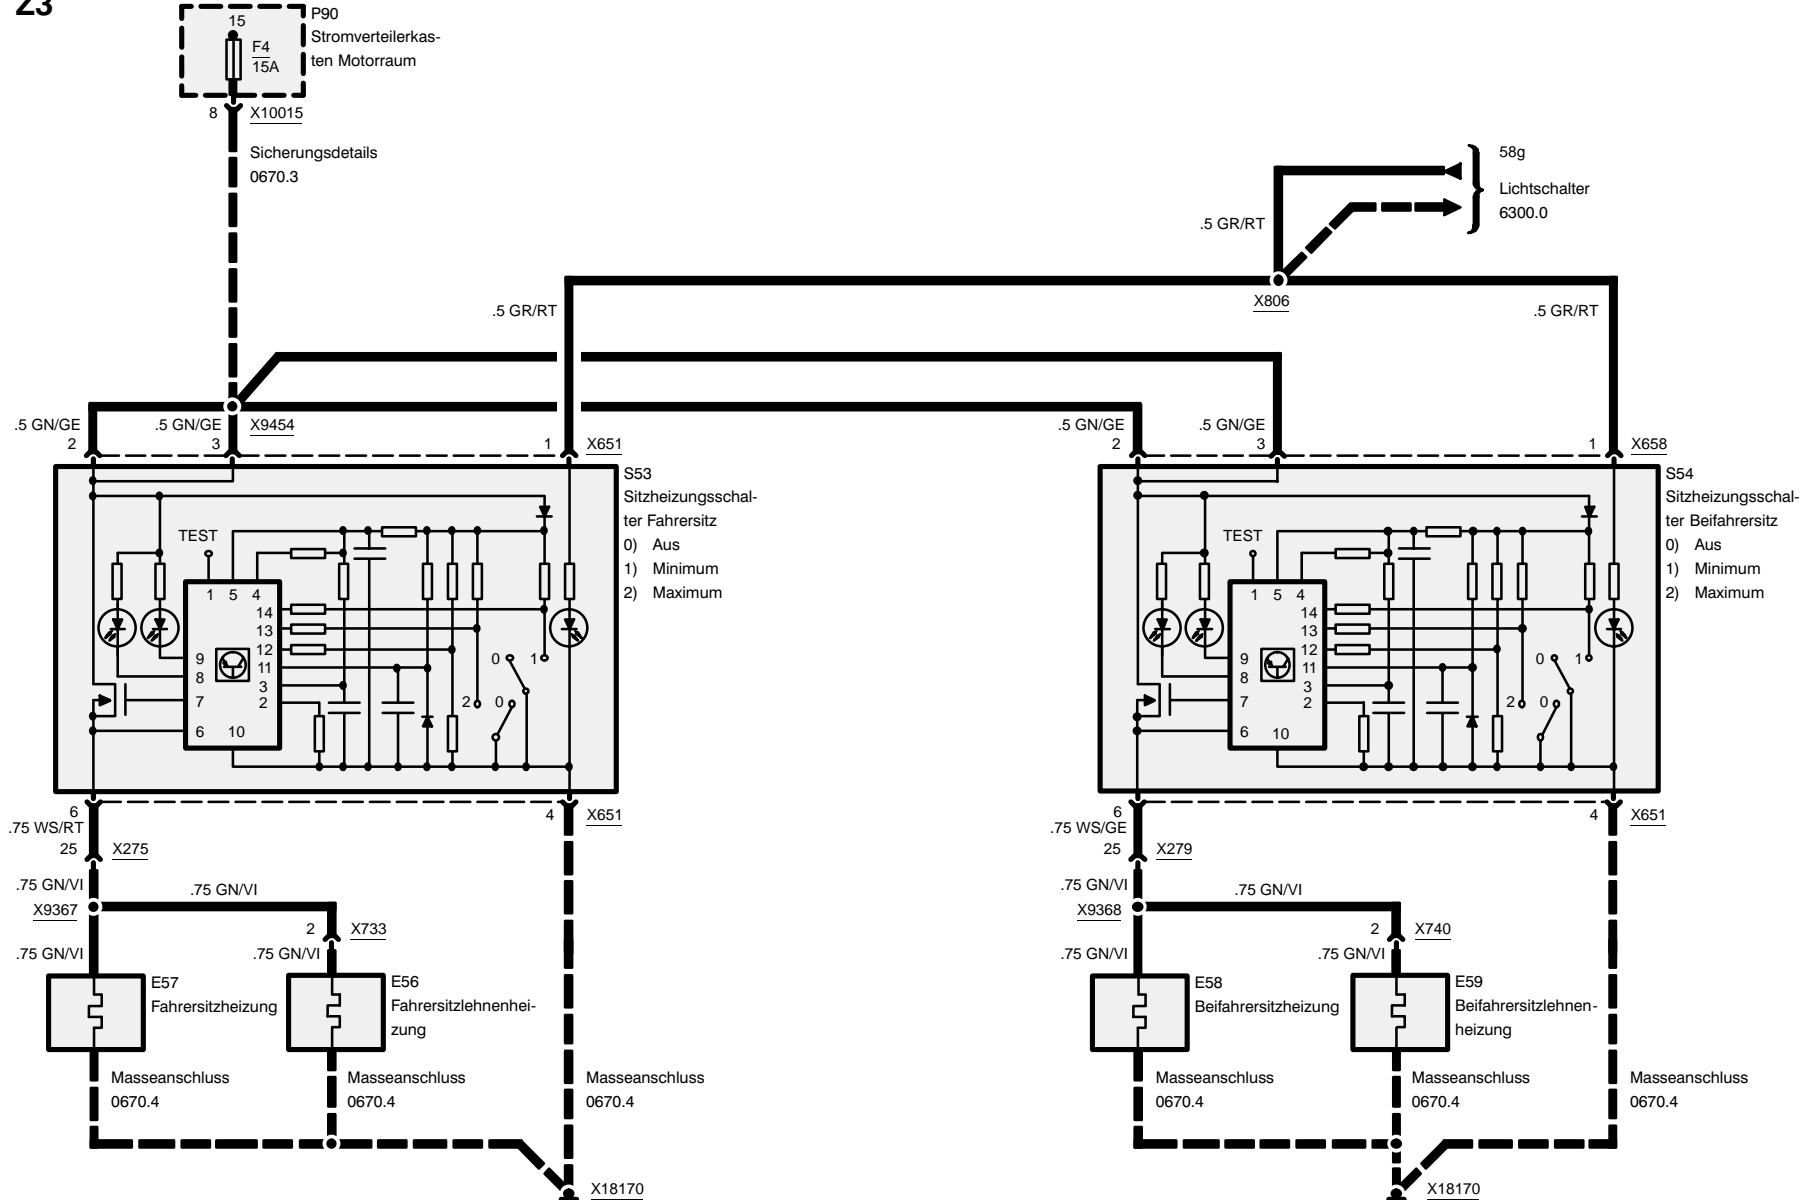 Z3
15
F4
15A
P90
Stromverteilerkas-
ten Motorraum
8
X10015
Sicherungsdetails
0670.3
58g
Lichtschalter
6300.0
.5 GR/RT
X806
.5 GR/RT
.5 GR/RT
.5 GN/GE
2
.5 GN/GE
3
X9454
1
X651
.5 GN/GE
2
.5 GN/GE
3
1
X658
S53
Sitzheizungsschal-
ter Fahrersitz
0) Aus
1) Minimum
2) Maximum
TEST
1 5 4
14
13
12
11
3
2
9
8
7
6
10
0
1
2
0
S54
Sitzheizungsschal-
ter Beifahrersitz
0) Aus
1) Minimum
2) Maximum
TEST
1 5 4
14
13
12
11
3
2
9
8
7
6
10
0
1
2
0
6
.75 WS/RT
25
X275
4
X651
.75 GN/VI
.75 GN/VI
X9367
2
X733
.75 GN/VI
.75 GN/VI
E57
Fahrersitzheizung
E56
Fahrersitzlehnenhei-
zung
Masseanschluss
0670.4
Masseanschluss
0670.4
Masseanschluss
0670.4
X18170
6
.75 WS/GE
25
X279
4
X651
.75 GN/VI
.75 GN/VI
X9368
2
X740
.75 GN/VI
.75 GN/VI
E58
Beifahrersitzheizung
E59
Beifahrersitzlehnen-
heizung
Masseanschluss
0670.4
Masseanschluss
0670.4
Masseanschluss
0670.4
X18170